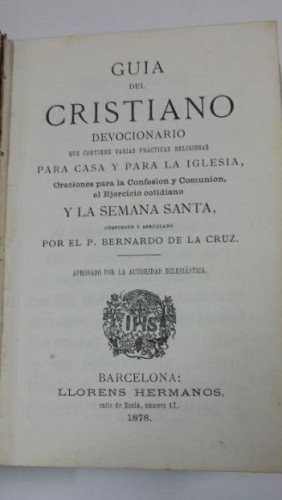 GUIA
DEL
CRISTIANO
DEVOCIONARIO
QUE CONTIENE VARIAS PRÁCTICAS RELIGIOSAS
PARA CASA Y PARA LA IGLESIA,
Oraciones para la Confesion y Comunion,
el Ejercicio cotidiano
Y LA SEMANA SANTA,
COMPUESTO Y ARREGLADO
POR EL P. BERNARDO DE LA CRUZ.
APROBADO POR LA AUTORIDAD ECLESIÁSTICA.
IHS
BARCELONA:
LLORENS HERMANOS,
calle de número 17,
1878.